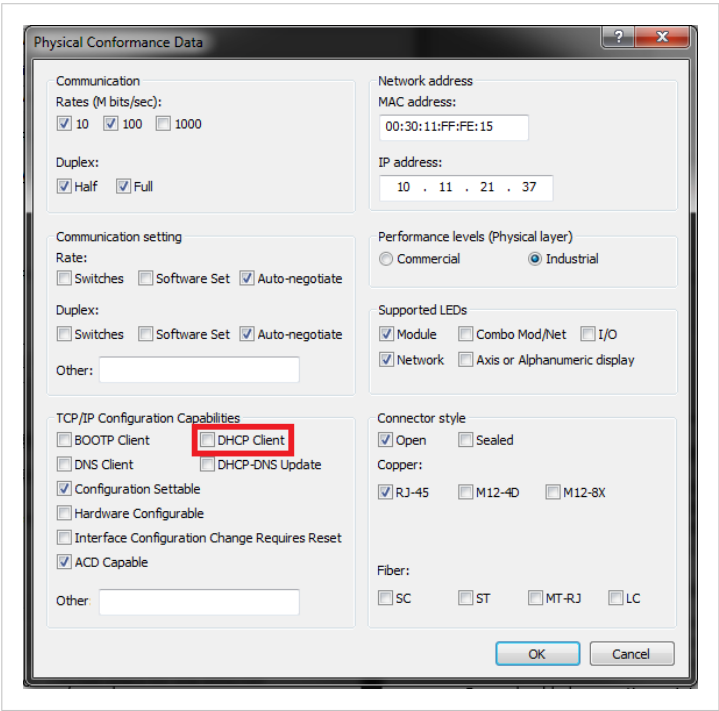 Physical Conformance Data
Communication
Rates (M bits/sec):
10 100 1000
Duplex:
Half Full
Network address
MAC address:
00:30:11:FF:FE:15
IP address:
10 . 11 . 21 . 37
Communication setting
Rate:
Switches Software Set Auto-negotiate
Duplex:
Switches Software Set Auto-negotiate
Other:
Performance levels (Physical layer)
Commercial Industrial
Supported LEDs
Module Combo Mod/Net I/O
Network Axis or Alphanumeric display
TCP/IP Configuration Capabilities
BOOTP Client DHCP Client
DNS Client DHCP-DNS Update
Configuration Settable
Hardware Configurable
Interface Configuration Change Requires Reset
ACD Capable
Other:
Connector style
Open Sealed
Copper:
RJ-45 M12-4D M12-8X
Fiber:
SC ST MT-RJ LC
OK Cancel